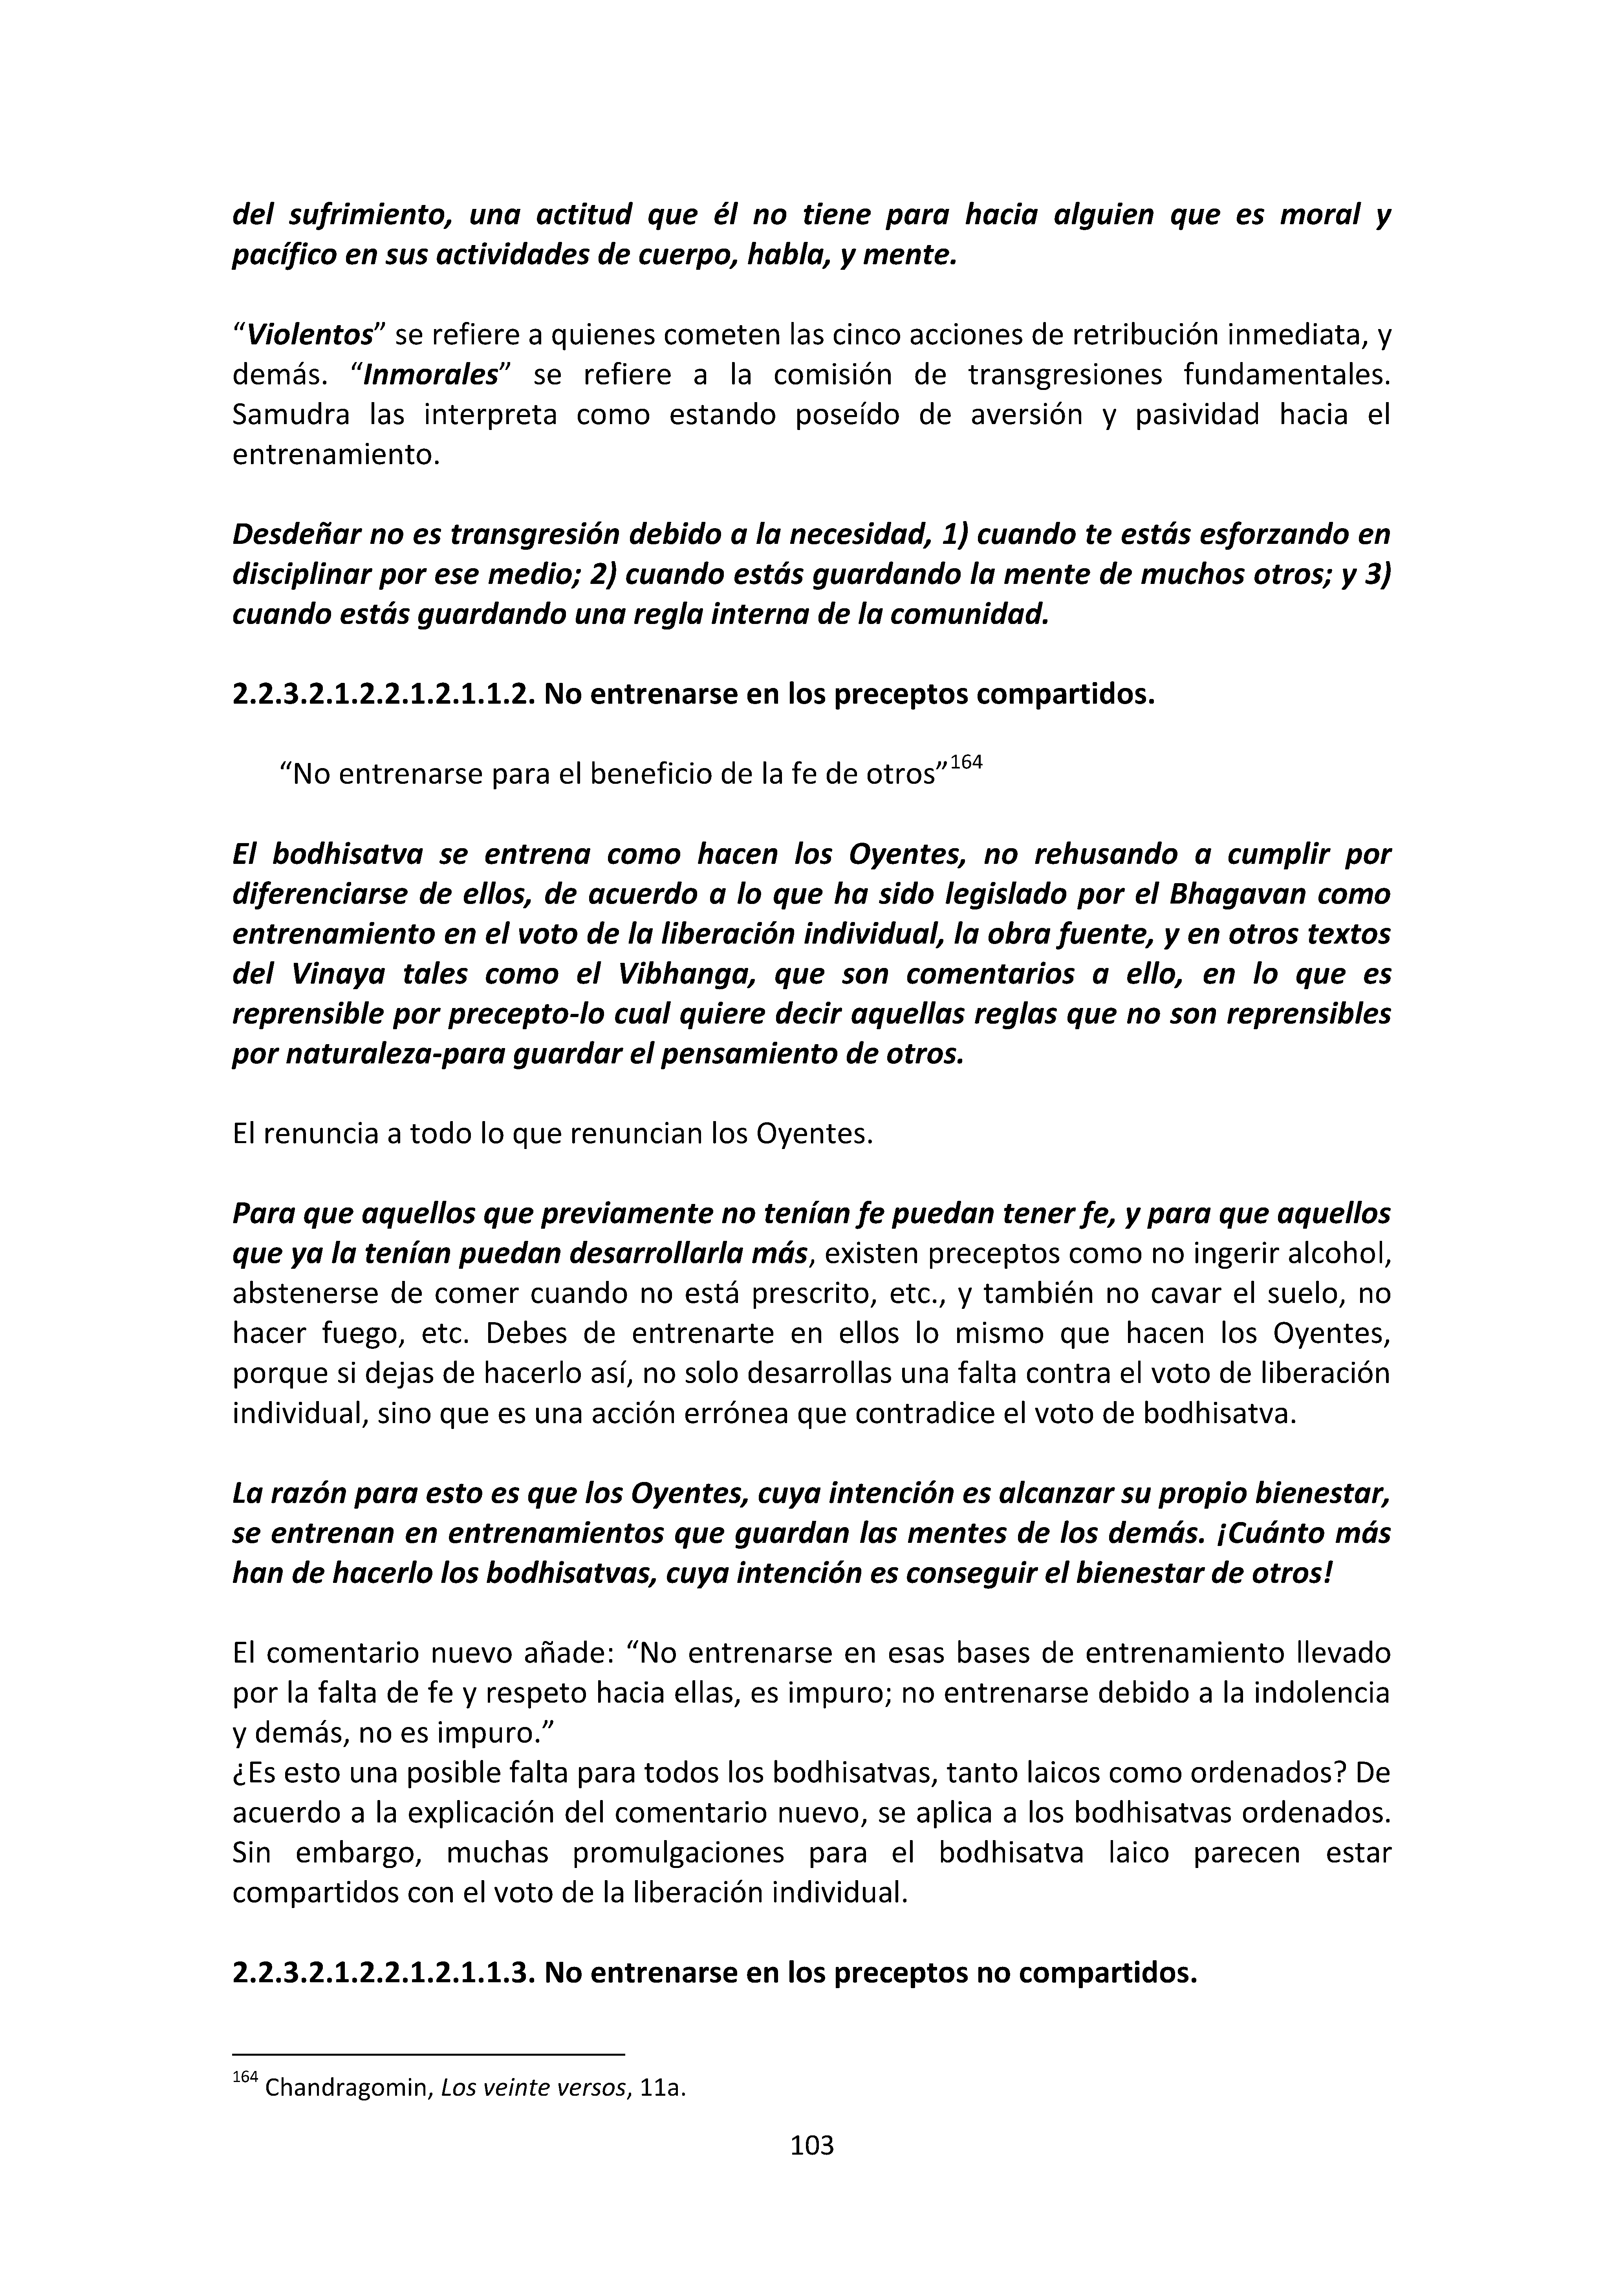 del sufrimiento, una actitud que él no tiene para hacia alguien que es moral y
pacífico en sus actividades de cuerpo, habla, y mente.
“Violentos” se refiere a quienes cometen las cinco acciones de retribución inmediata, y
demás. “Inmorales” se refiere a la comisión de transgresiones fundamentales.
Samudra las interpreta como estando poseído de aversión y pasividad hacia el
entrenamiento.
Desdeñar no es transgresión debido a la necesidad, 1) cuando te estás esforzando en
disciplinar por ese medio; 2) cuando estás guardando la mente de muchos otros; y 3)
cuando estás guardando una regla interna de la comunidad.
2.2.3.2.1.2.2.1.2.1.1.2. No entrenarse en los preceptos compartidos.
“No entrenarse para el beneficio de la fe de otros”164
El bodhisatva se entrena como hacen los Oyentes, no rehusando a cumplir por
diferenciarse de ellos, de acuerdo a lo que ha sido legislado por el Bhagavan como
entrenamiento en el voto de la liberación individual, la obra fuente, y en otros textos
del Vinaya tales como el Vibhanga, que son comentarios a ello, en lo que es
reprensible por precepto-lo cual quiere decir aquellas reglas que no son reprensibles
por naturaleza-para guardar el pensamiento de otros.
El renuncia a todo lo que renuncian los Oyentes.
Para que aquellos que previamente no tenían fe puedan tener fe, y para que aquellos
que ya la tenían puedan desarrollarla más, existen preceptos como no ingerir alcohol,
abstenerse de comer cuando no está prescrito, etc., y también no cavar el suelo, no
hacer fuego, etc. Debes de entrenarte en ellos lo mismo que hacen los Oyentes,
porque si dejas de hacerlo así, no solo desarrollas una falta contra el voto de liberación
individual, sino que es una acción errónea que contradice el voto de bodhisatva.
La razón para esto es que los Oyentes, cuya intención es alcanzar su propio bienestar,
se entrenan en entrenamientos que guardan las mentes de los demás. ¡Cuánto más
han de hacerlo los bodhisatvas, cuya intención es conseguir el bienestar de otros!
El comentario nuevo añade: “No entrenarse en esas bases de entrenamiento llevado
por la falta de fe y respeto hacia ellas, es impuro; no entrenarse debido a la indolencia
y demás, no es impuro.”
¿Es esto una posible falta para todos los bodhisatvas, tanto laicos como ordenados? De
acuerdo a la explicación del comentario nuevo, se aplica a los bodhisatvas ordenados.
Sin embargo, muchas promulgaciones para el bodhisatva laico parecen estar
compartidos con el voto de la liberación individual.
2.2.3.2.1.2.2.1.2.1.1.3. No entrenarse en los preceptos no compartidos.
164 Chandragomin, Los veinte versos, 11a.
103